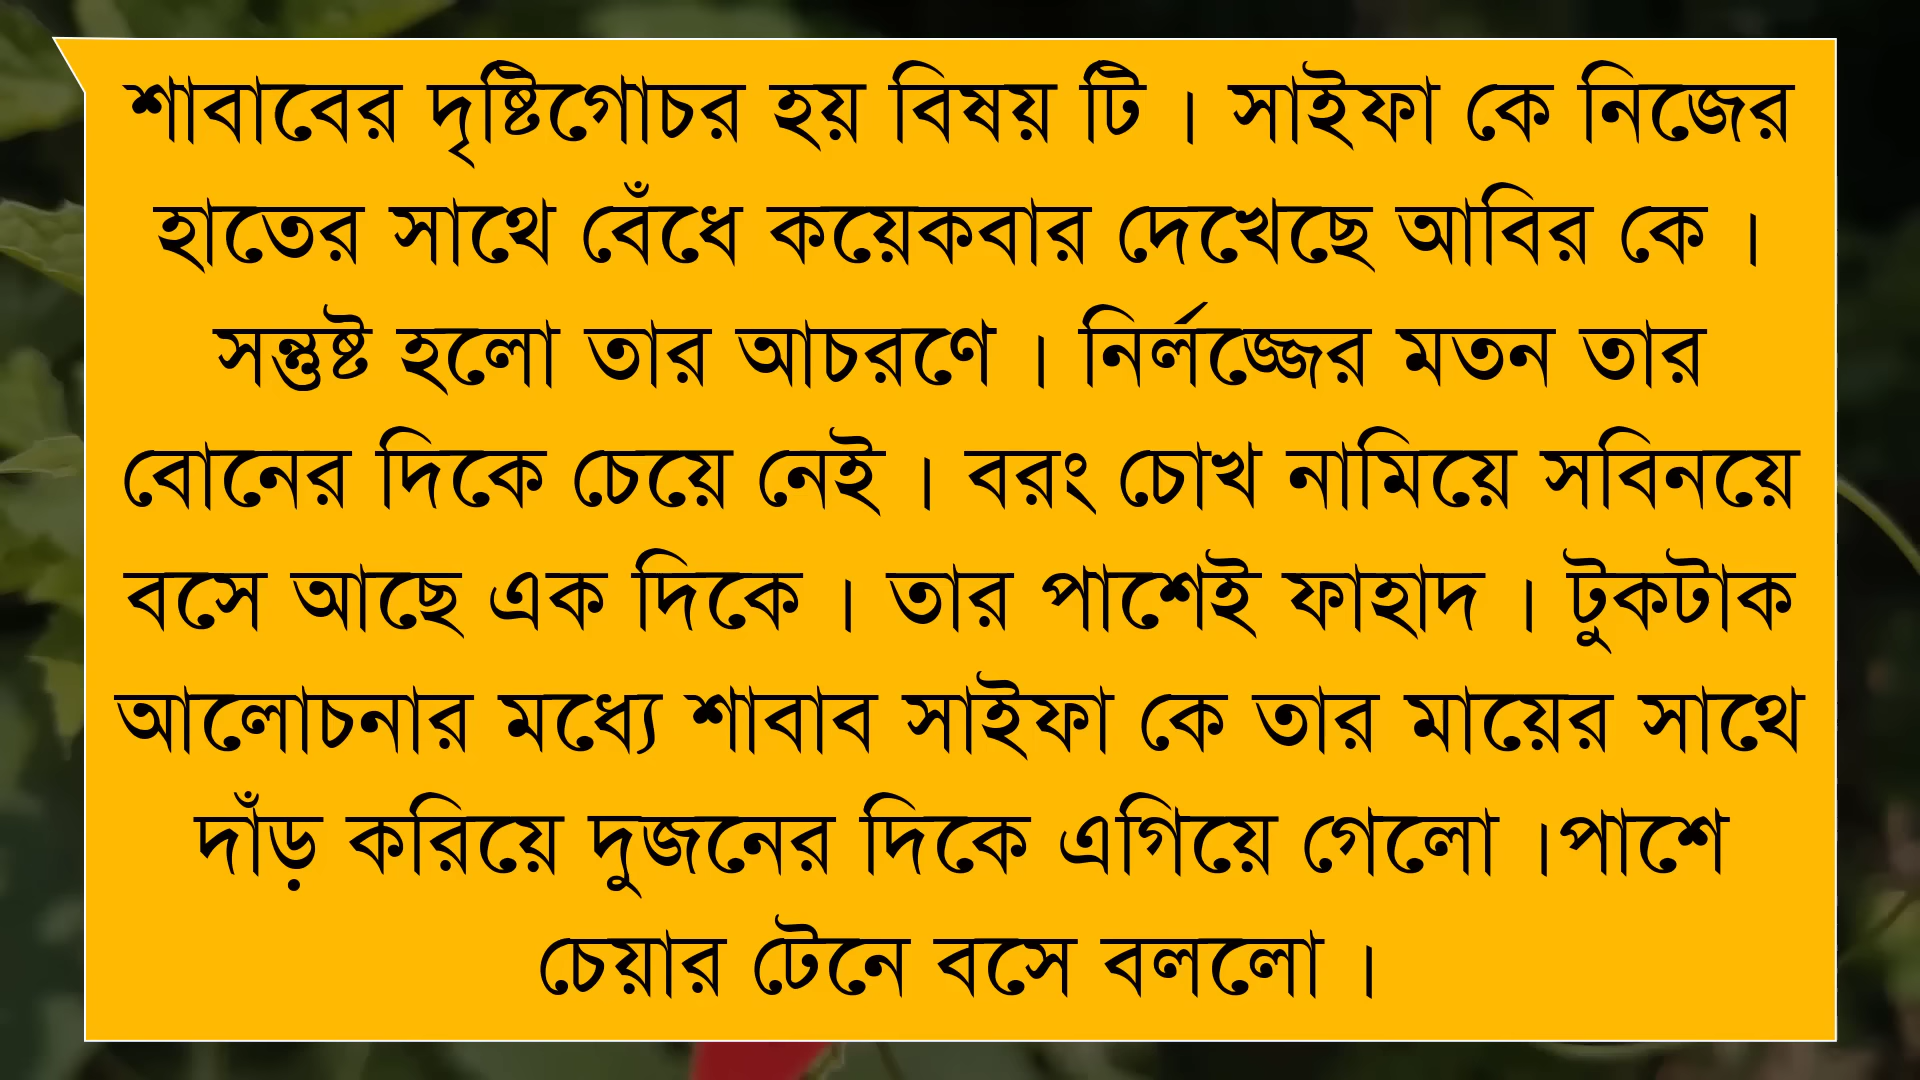 শাবাবের দৃষ্টিগোচর হয় বিষয় টি । সাইফা কে নিজের
হাতের সাথে বেঁধে কয়েকবার দেখেছে আবির কে ।
সন্তুষ্ট হলো তার আচরণে । নির্লজ্জের মতন তার
বোনের দিকে চেয়ে নেই । বরং চোখ নামিয়ে সবিনয়ে
বসে আছে এক দিকে । তার পাশেই ফাহাদ । টুকটাক
আলোচনার মধ্যে শাবাব সাইফা কে তার মায়ের সাথে
দাঁড় করিয়ে দুজনের দিকে এগিয়ে গেলো ।পাশে
চেয়ার টেনে বসে বললো ।